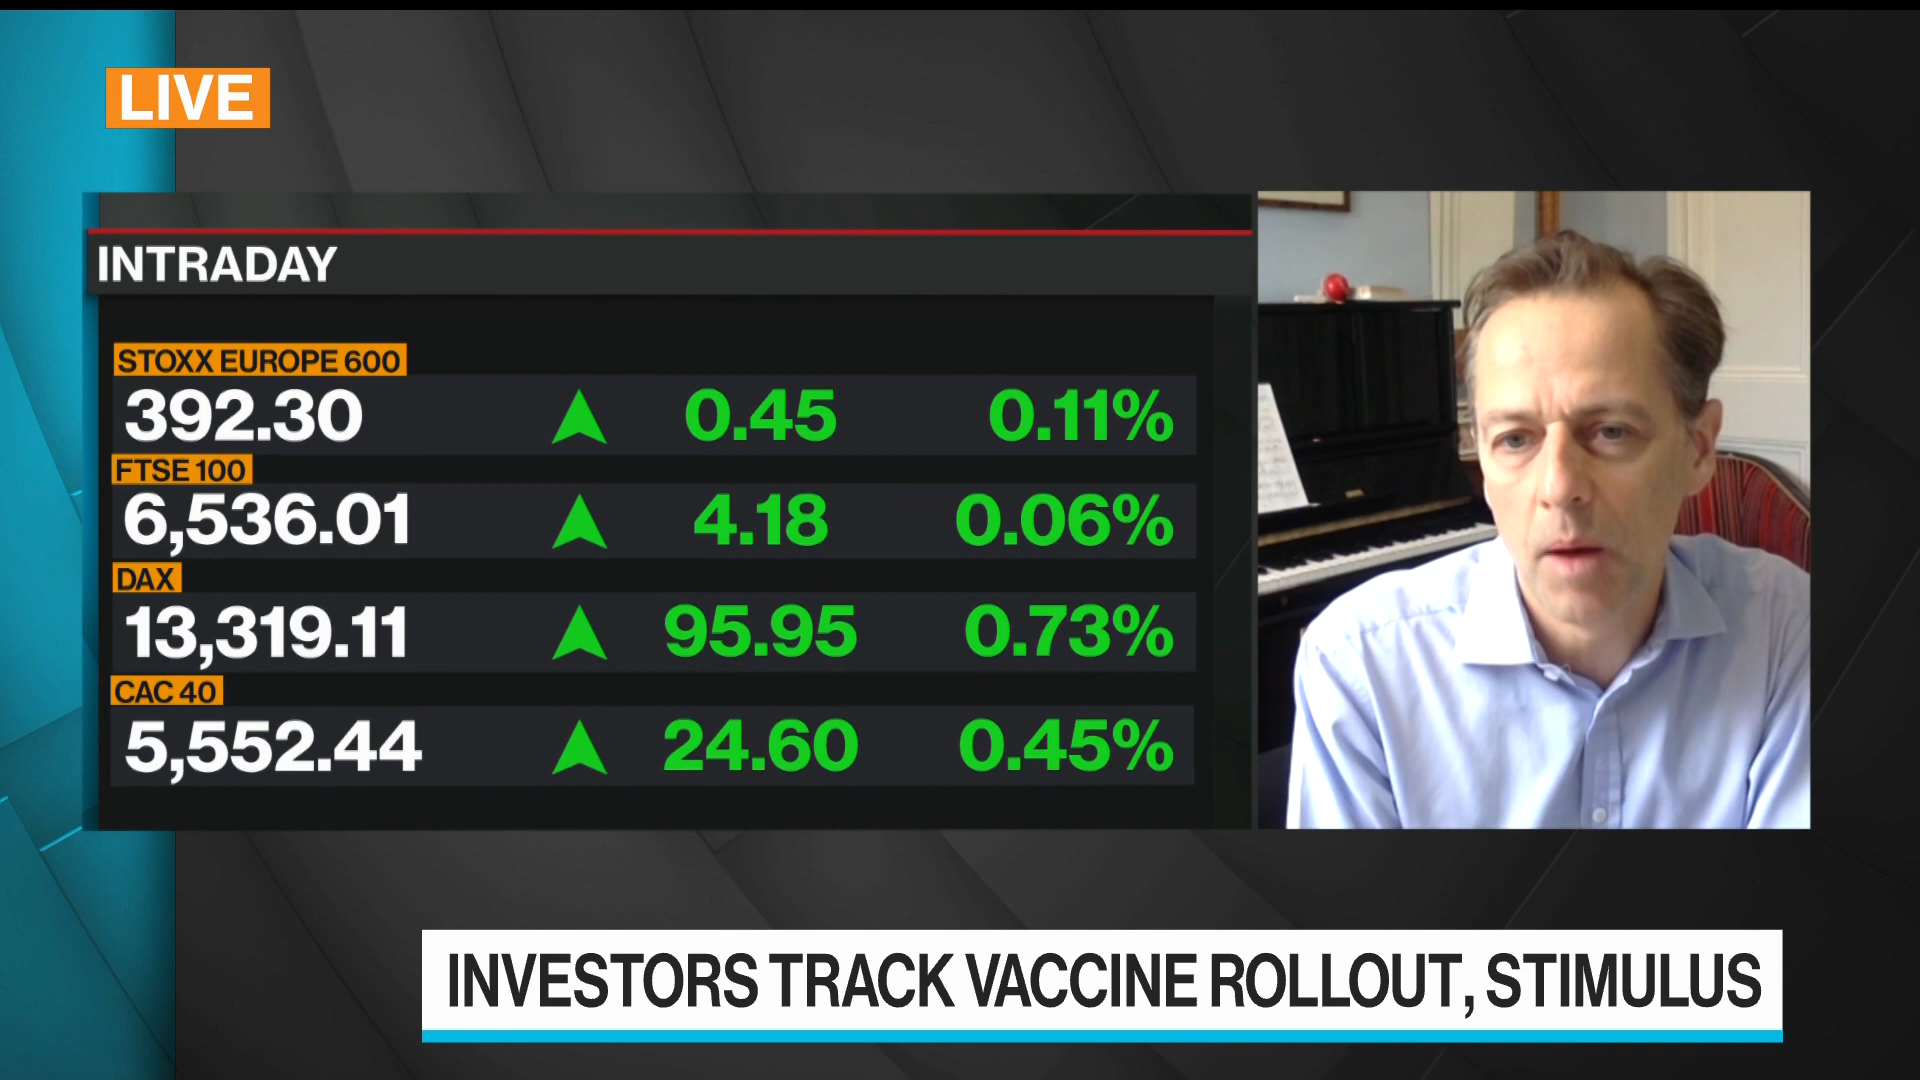 LIVE
INTRADAY
STOXX EUROPE 600
392.30 ▲ 0.45 0.11%
FTSE 100
6,536.01 ▲ 4.18 0.06%
DAX
13,319.11 ▲ 95.95 0.73%
CAC 40
5,552.44 ▲ 24.60 0.45%
INVESTORS TRACK VACCINE ROLLOUT, STIMULUS